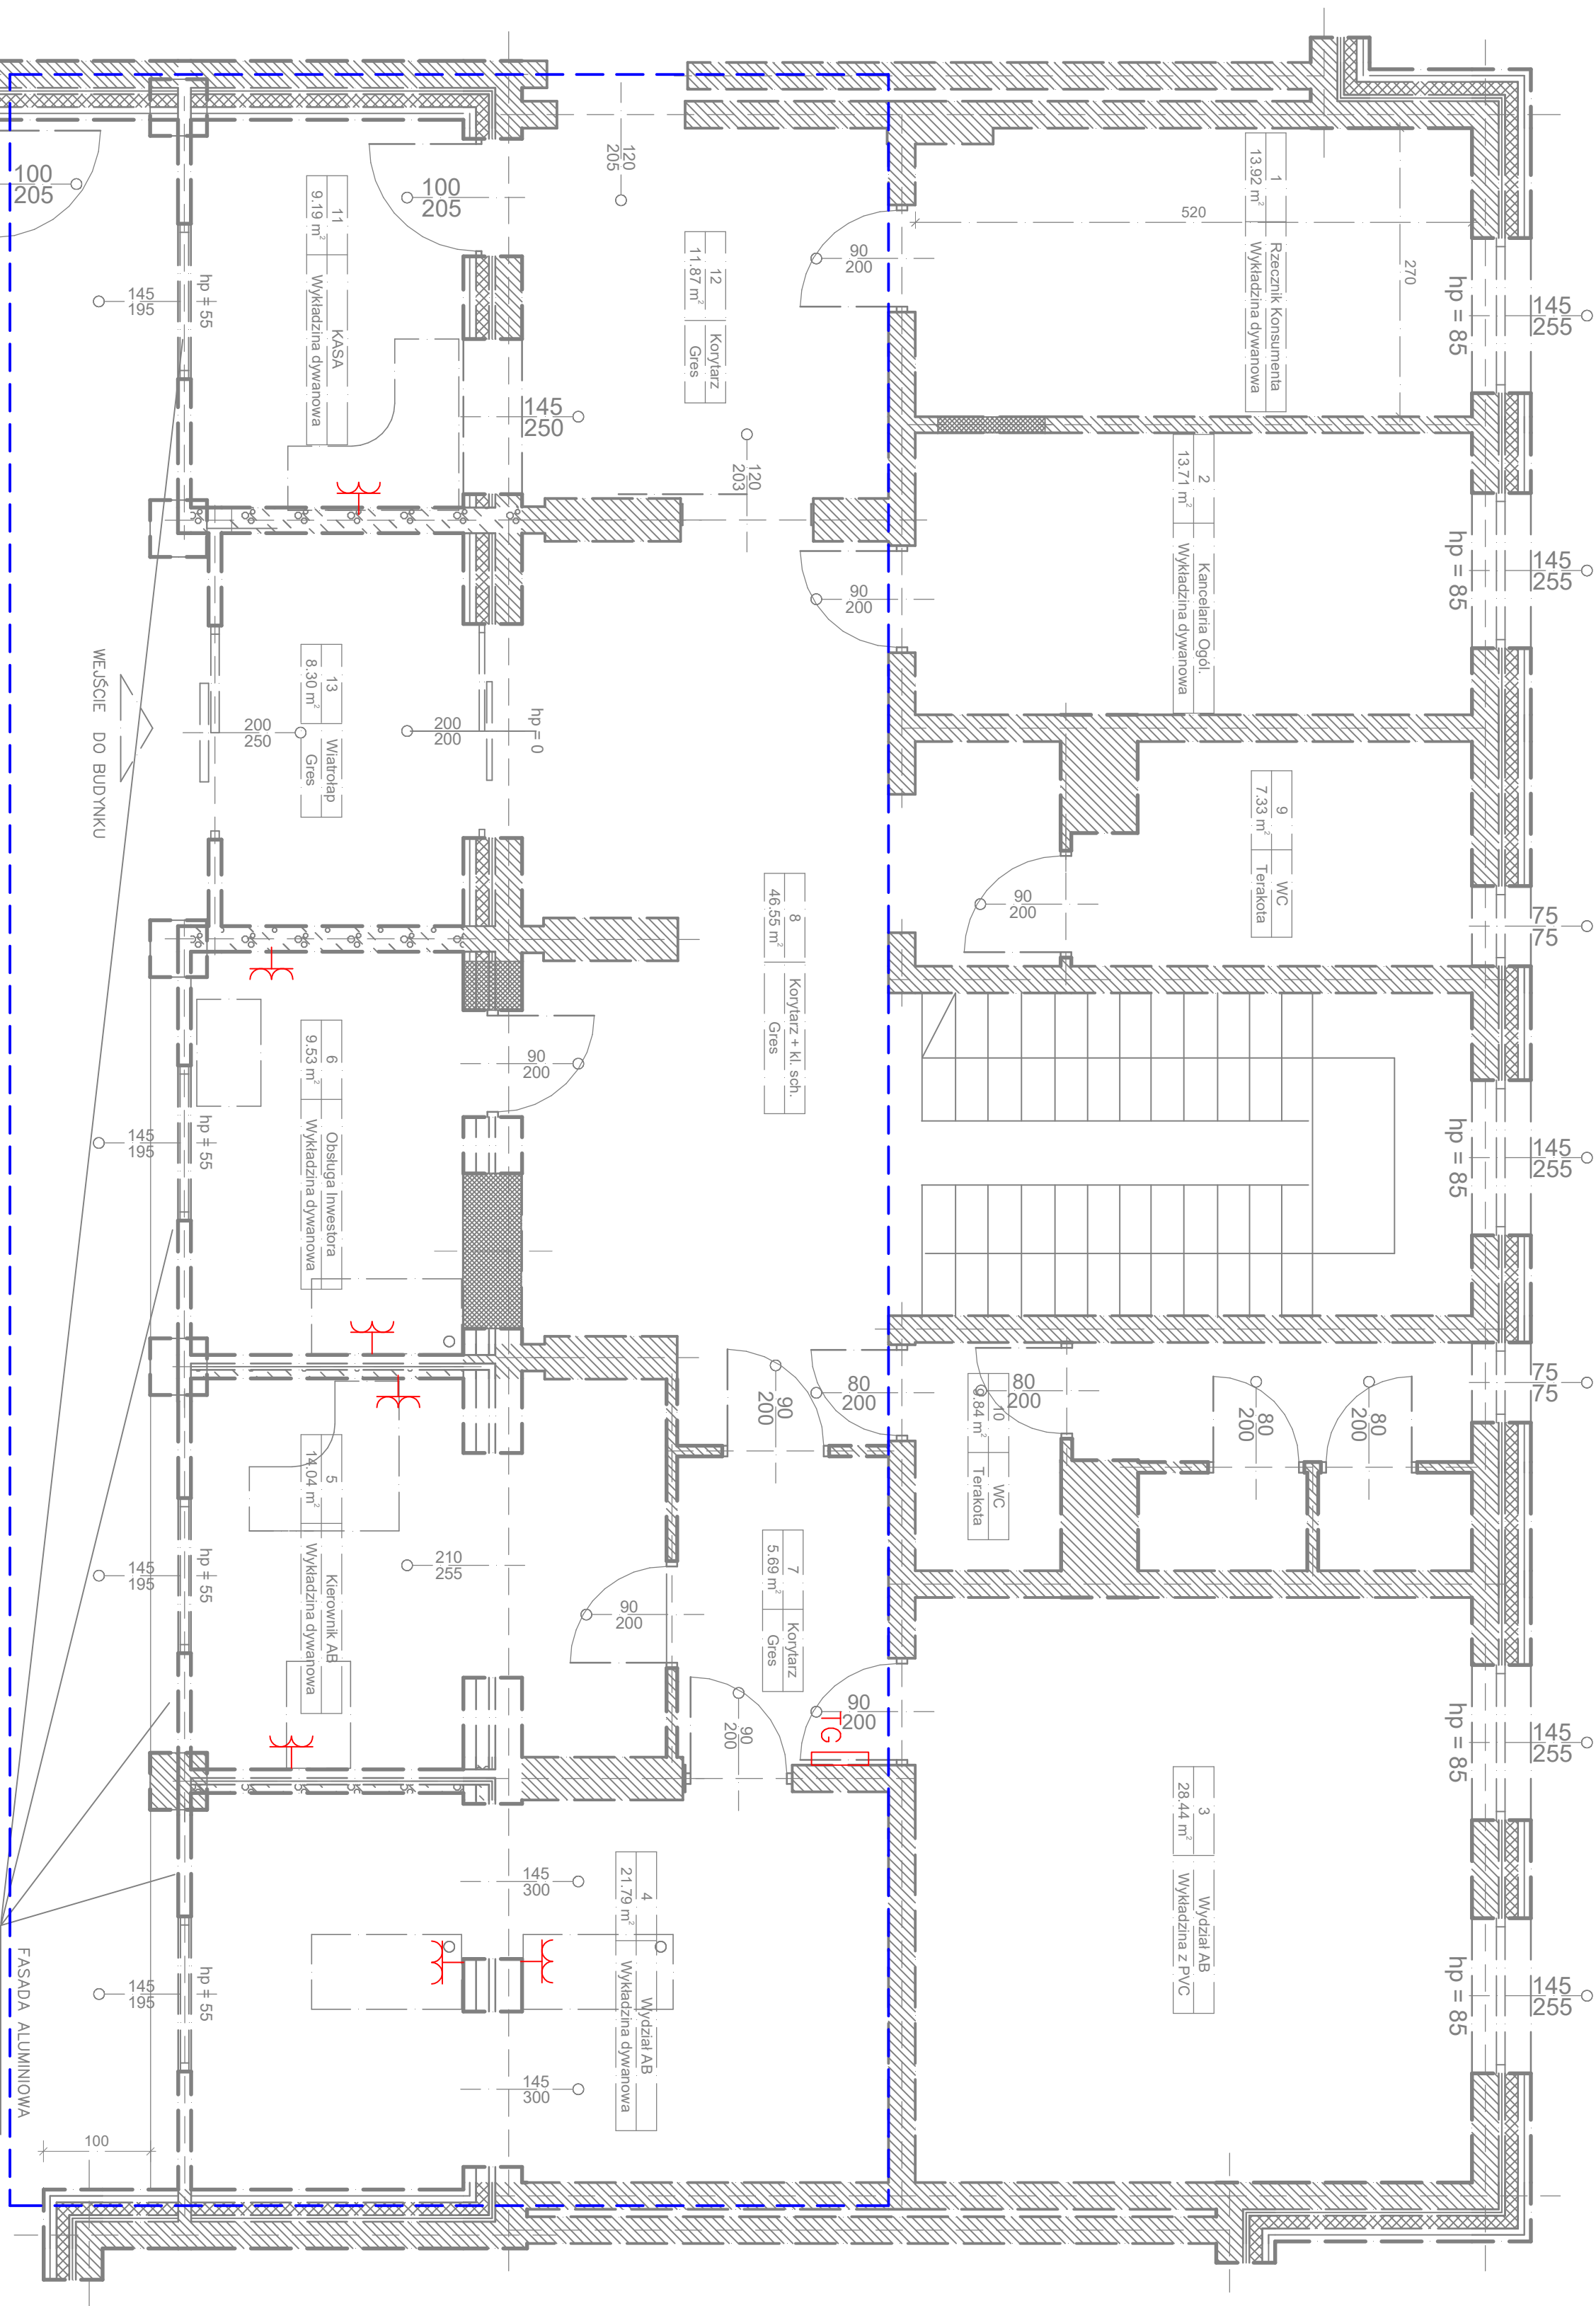 100
205
100
205
120
205
90
200
520
270
145
255
hp = 85
1
Rzecznik Konsumenta
13.92 m²
Wykładzina dywanowa
11
KASA
9.19 m²
Wykładzina dywanowa
12
Korytarz
11.87 m²
Gres
145
195
hp = 55
145
250
120
203
2
Kancelaria Ogól.
13.71 m²
Wykładzina dywanowa
145
255
hp = 85
90
200
WEJŚCIE DO BUDYNKU
200
250
13
Wiatrołap
8.30 m²
Gres
200
200
hp = 0
9
WC
7.33 m²
Terakota
90
200
75
75
8
Korytarz + kl. sch.
46.55 m²
Gres
90
200
6
Obsługa Inwestora
9.53 m²
Wykładzina dywanowa
145
195
hp = 55
145
255
hp = 85
90
200
80
200
80
200
10
WC
9.84 m²
Terakota
80
200
80
200
75
75
5
Kierownik AB
14.04 m²
Wykładzina dywanowa
145
195
hp = 55
210
255
90
200
7
Korytarz
5.69 m²
Gres
90
200
TG
90
200
145
255
hp = 85
3
Wydział AB
28.44 m²
Wykładzina z PVC
145
300
4
Wydział AB
21.79 m²
Wykładzina dywanowa
145
195
hp = 55
145
300
145
255
hp = 85
FASADA ALUMINIOWA
100